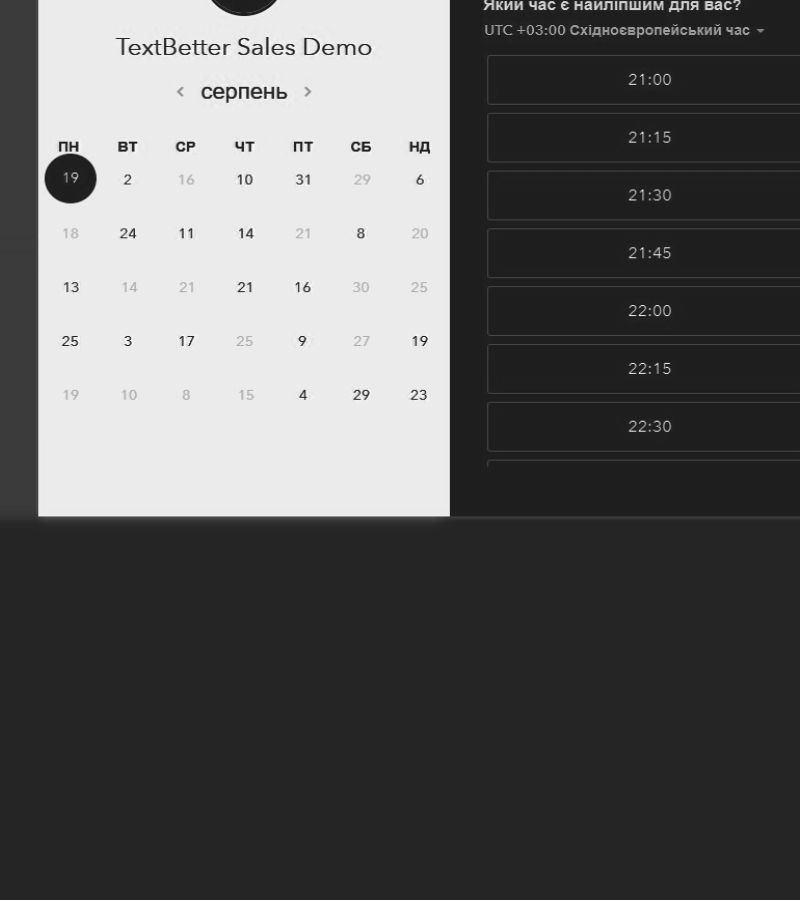 TextBetter Sales Demo
серпень
ПН ВТ СР ЧТ ПТ СБ НД
19 2 16 10 31 29 6
18 24 11 14 21 8 20
13 14 21 21 16 30 25
25 3 17 25 9 27 19
19 10 8 15 4 29 23
Який час є найліпшим для вас?
UTC +03:00 Східноєвропейський час
21:00
21:15
21:30
21:45
22:00
22:15
22:30